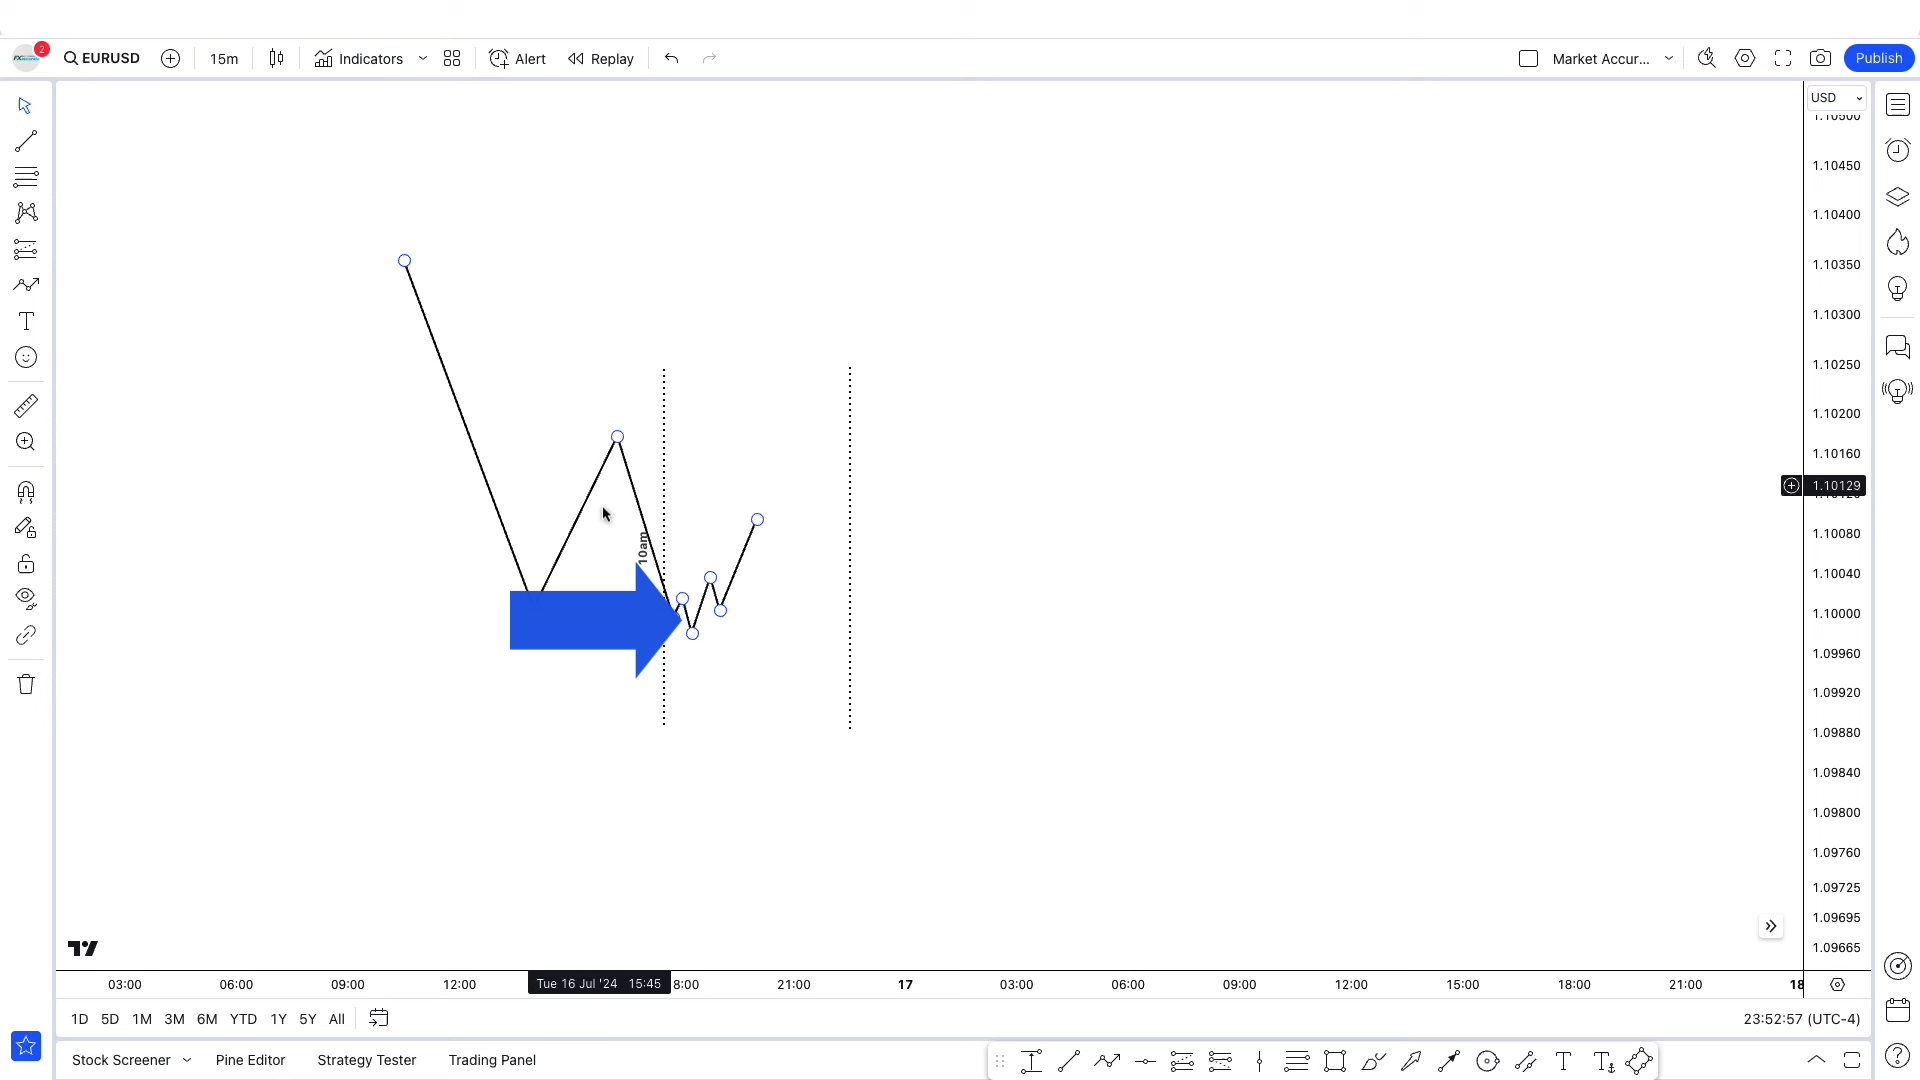 2
EURUSD
15m
Indicators
Alert
Replay
Market Accur...
Publish
USD
1.10500
1.10450
1.10400
1.10350
1.10300
1.10250
1.10200
1.10160
1.10129
1.10080
1.10040
1.10000
1.09960
1.09920
1.09880
1.09840
1.09800
1.09760
1.09725
1.09695
1.09665
10am
03:00
06:00
09:00
12:00
Tue 16 Jul '24 15:45
8:00
21:00
17
03:00
06:00
09:00
12:00
15:00
18:00
21:00
18
1D 5D 1M 3M 6M YTD 1Y 5Y All
23:52:57 (UTC-4)
Stock Screener
Pine Editor
Strategy Tester
Trading Panel